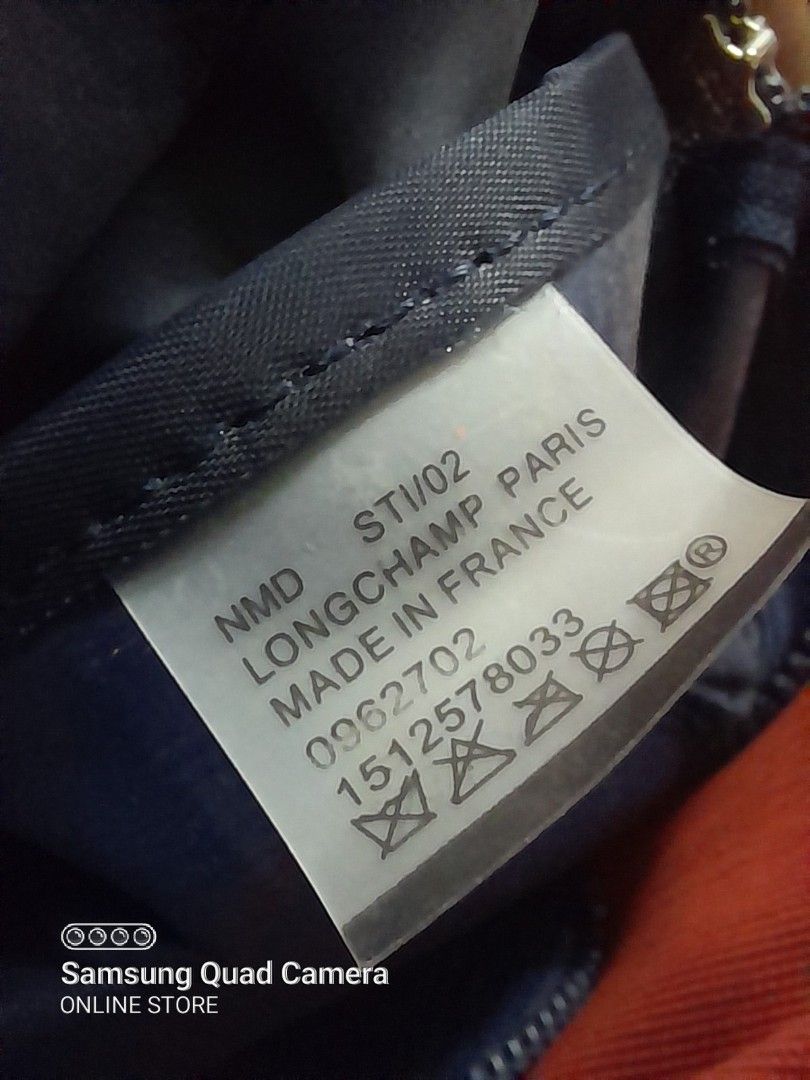 NMD STI/02
LONGCHAMP PARIS
MADE IN FRANCE
0962702
1512578033
®
Samsung Quad Camera
ONLINE STORE